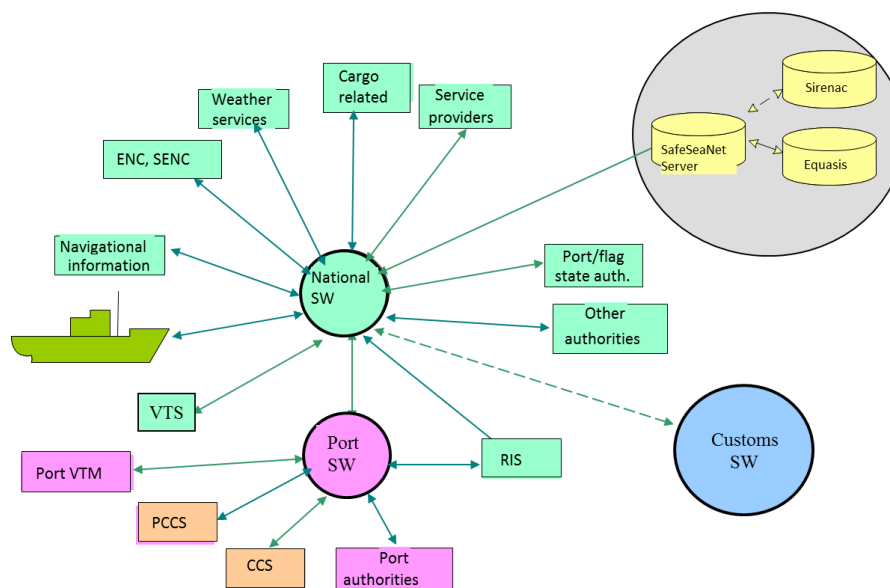 Cargo
related
Weather
services
Service
providers
Sirenac
SafeSeaNet
Server
Equasis
ENC, SENC
Navigational
information
National
SW
Port/flag
state auth.
Other
authorities
VTS
Port
SW
Customs
SW
Port VTM
RIS
PCCS
CCS
Port
authorities